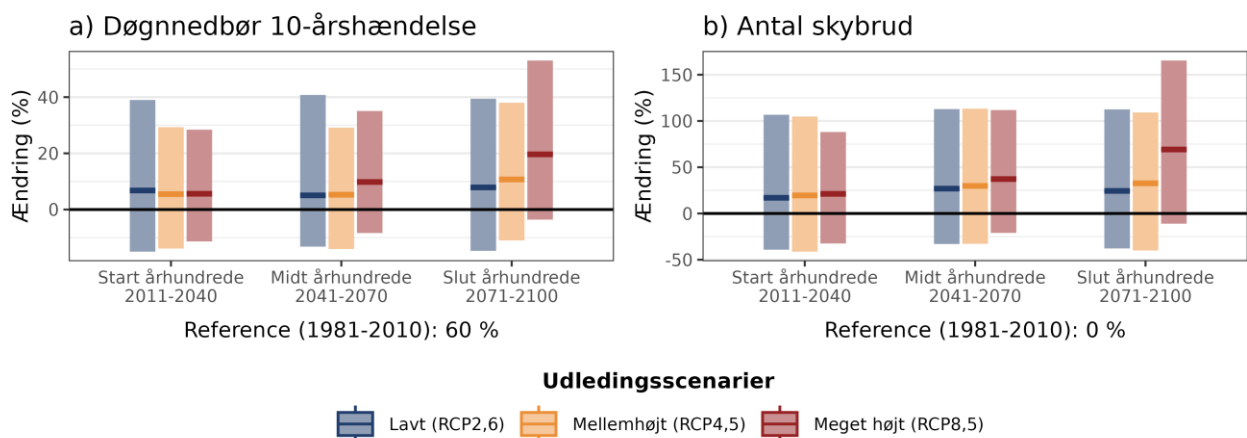 a) Døgnnedbør 10-årshændelse
Ændring (%)
40
20
0
Start århundrede
2011-2040
Midt århundrede
2041-2070
Slut århundrede
2071-2100
Reference (1981-2010): 60 %
b) Antal skybrud
Ændring (%)
150
100
50
0
-50
Start århundrede
2011-2040
Midt århundrede
2041-2070
Slut århundrede
2071-2100
Reference (1981-2010): 0 %
Udledingsscenarier
Lavt (RCP2,6)
Mellemhøjt (RCP4,5)
Meget højt (RCP8,5)